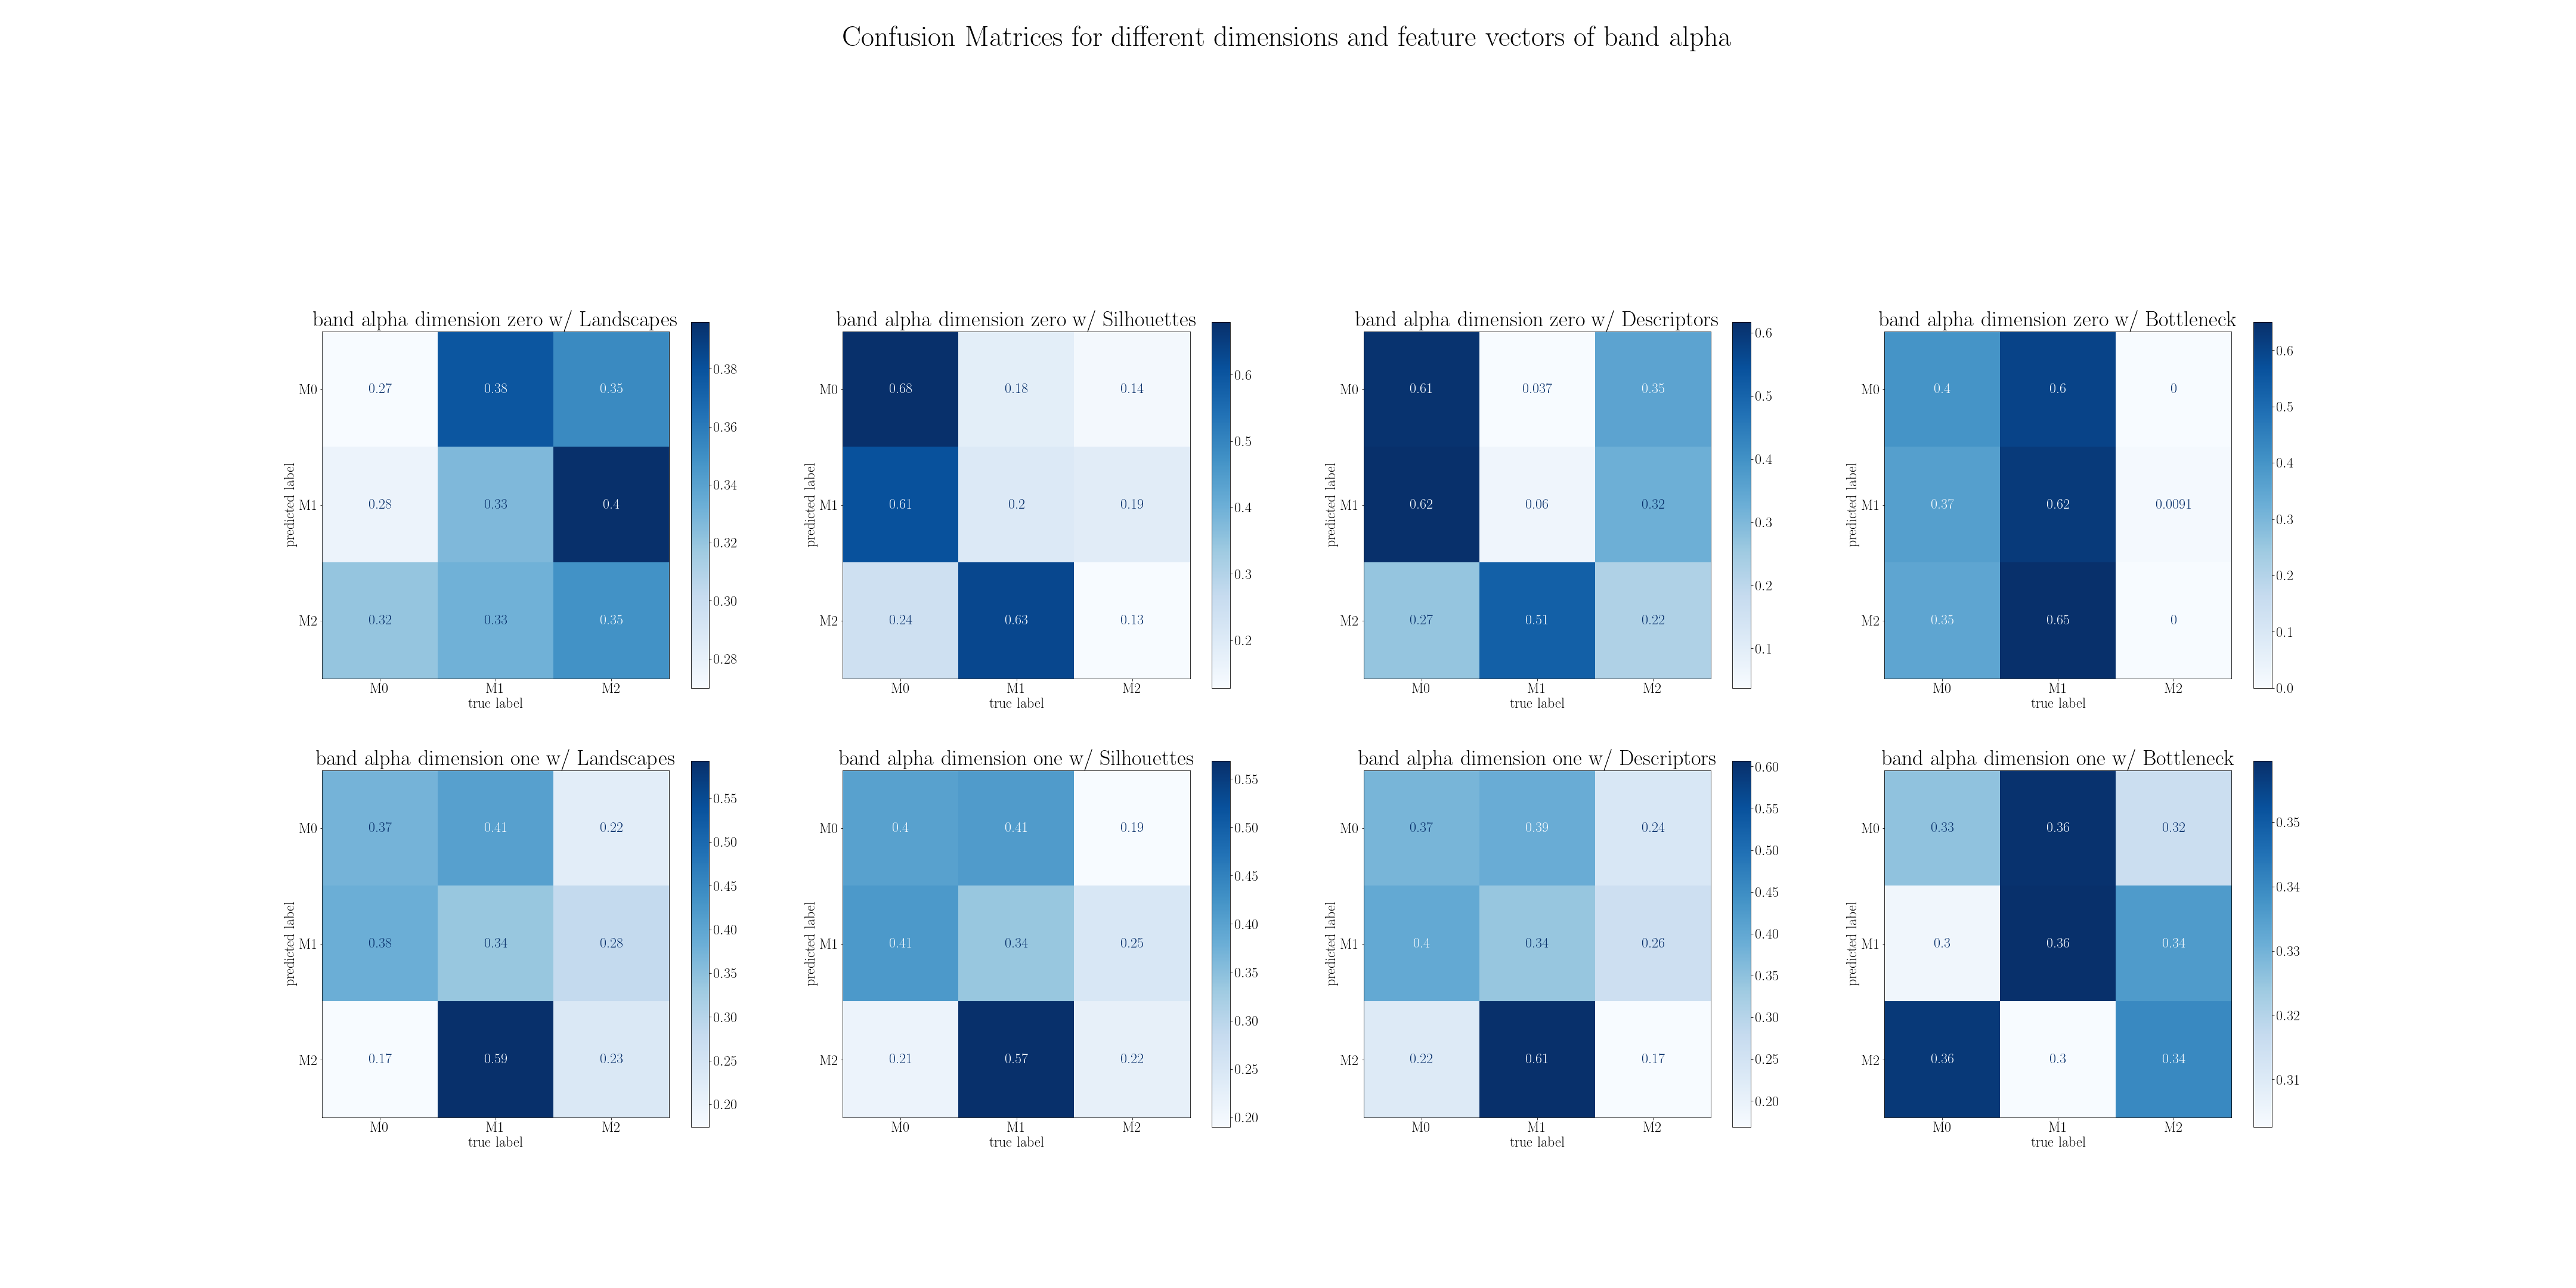 Confusion Matrices for different dimensions and feature vectors of band alpha
band alpha dimension zero w/ Landscapes
0.38
M0 0.27 0.38 0.35
0.36
predicted label
M1 0.28 0.33 0.4
0.34
0.32
0.30
M2 0.32 0.33 0.35
0.28
M0 M1 M2
true label
band alpha dimension zero w/ Silhouettes
0.6
M0 0.68 0.18 0.14
0.5
predicted label
M1 0.61 0.2 0.19
0.4
0.3
M2 0.24 0.63 0.13
0.2
M0 M1 M2
true label
band alpha dimension zero w/ Descriptors
0.6
M0 0.61 0.037 0.35
0.5
0.4
predicted label
M1 0.62 0.06 0.32
0.3
0.2
M2 0.27 0.51 0.22
0.1
M0 M1 M2
true label
band alpha dimension zero w/ Bottleneck
0.6
M0 0.4 0.6 0
0.5
0.4
predicted label
M1 0.37 0.62 0.0091
0.3
0.2
M2 0.35 0.65 0
0.1
0.0
M0 M1 M2
true label
band alpha dimension one w/ Landscapes
0.55
M0 0.37 0.41 0.22
0.50
0.45
predicted label
M1 0.38 0.34 0.28
0.40
0.35
0.30
M2 0.17 0.59 0.23
0.25
0.20
M0 M1 M2
true label
band alpha dimension one w/ Silhouettes
0.55
M0 0.4 0.41 0.19
0.50
0.45
predicted label
M1 0.41 0.34 0.25
0.40
0.35
0.30
M2 0.21 0.57 0.22
0.25
0.20
M0 M1 M2
true label
band alpha dimension one w/ Descriptors
0.60
0.55
M0 0.37 0.39 0.24
0.50
0.45
predicted label
M1 0.4 0.34 0.26
0.40
0.35
0.30
M2 0.22 0.61 0.17
0.25
0.20
M0 M1 M2
true label
band alpha dimension one w/ Bottleneck
0.35
M0 0.33 0.36 0.32
0.34
predicted label
M1 0.3 0.36 0.34
0.33
0.32
M2 0.36 0.3 0.34
0.31
M0 M1 M2
true label